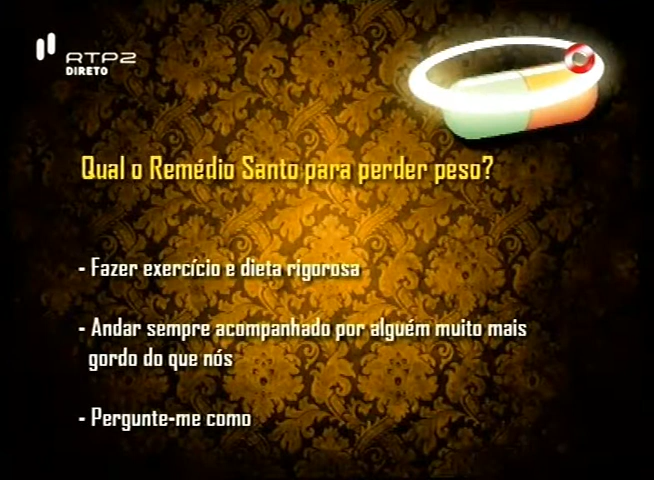 RTP2
DIRETO
Qual o Remédio Santo para perder peso?
- Fazer exercício e dieta rigorosa
- Andar sempre acompanhado por alguém muito mais
gordo do que nós
- Pergunte-me como